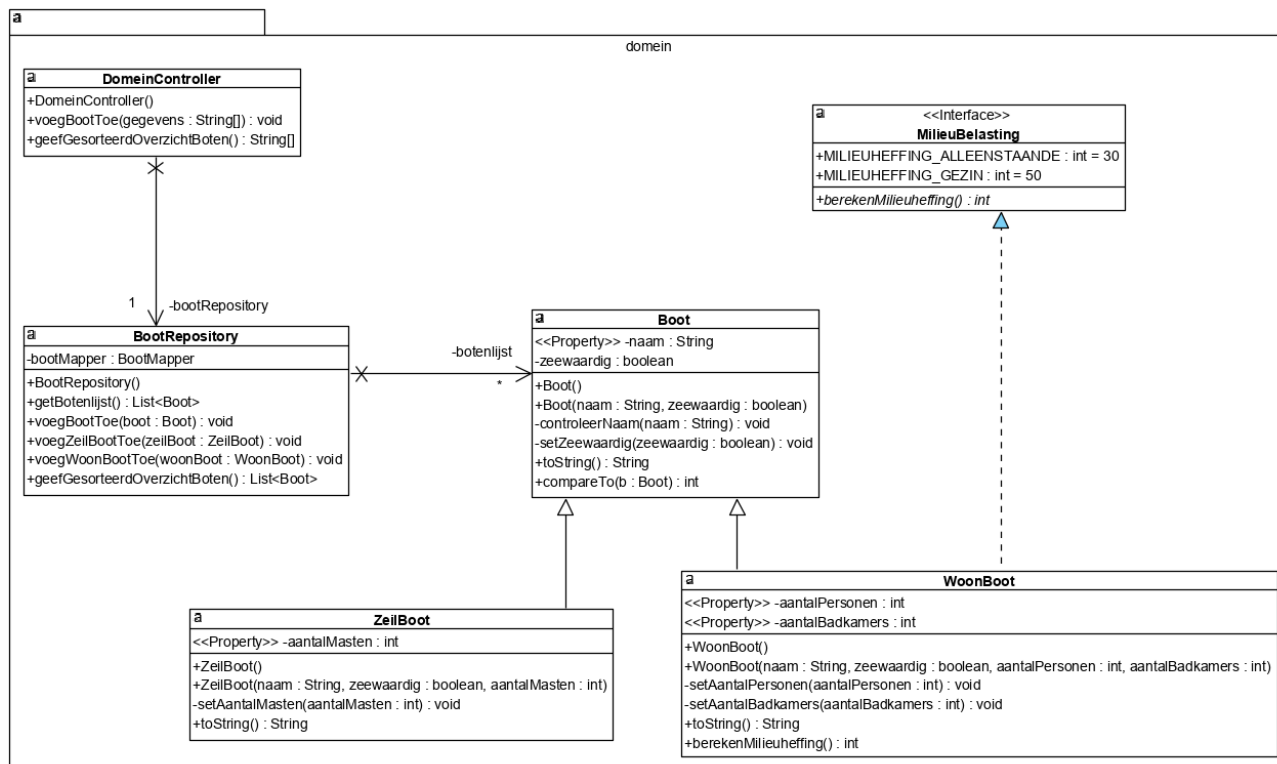 a
domein
a
DomeinController
+DomeinController()
+voegBootToe(gegevens : String[]) : void
+geefGesorteerdOverzichtBoten() : String[]
a
<<Interface>>
MilieuBelasting
+MILIEUHEFFING_ALLEENSTAANDE : int = 30
+MILIEUHEFFING_GEZIN : int = 50
+berekenMilieuheffing() : int
1
-bootRepository
a
BootRepository
-bootMapper : BootMapper
+BootRepository()
+getBotenlijst() : List<Boot>
+voegBootToe(boot : Boot) : void
+voegZeilBootToe(zeilBoot : ZeilBoot) : void
+voegWoonBootToe(woonBoot : WoonBoot) : void
+geefGesorteerdOverzichtBoten() : List<Boot>
-botenlijst
*
a
Boot
<<Property>> -naam : String
-zeewaardig : boolean
+Boot()
+Boot(naam : String, zeewaardig : boolean)
-controleerNaam(naam : String) : void
-setZeewaardig(zeewaardig : boolean) : void
+toString() : String
+compareTo(b : Boot) : int
a
ZeilBoot
<<Property>> -aantalMasten : int
+ZeilBoot()
+ZeilBoot(naam : String, zeewaardig : boolean, aantalMasten : int)
-setAantalMasten(aantalMasten : int) : void
+toString() : String
a
WoonBoot
<<Property>> -aantalPersonen : int
<<Property>> -aantalBadkamers : int
+WoonBoot()
+WoonBoot(naam : String, zeewaardig : boolean, aantalPersonen : int, aantalBadkamers : int)
-setAantalPersonen(aantalPersonen : int) : void
-setAantalBadkamers(aantalBadkamers : int) : void
+toString() : String
+berekenMilieuheffing() : int